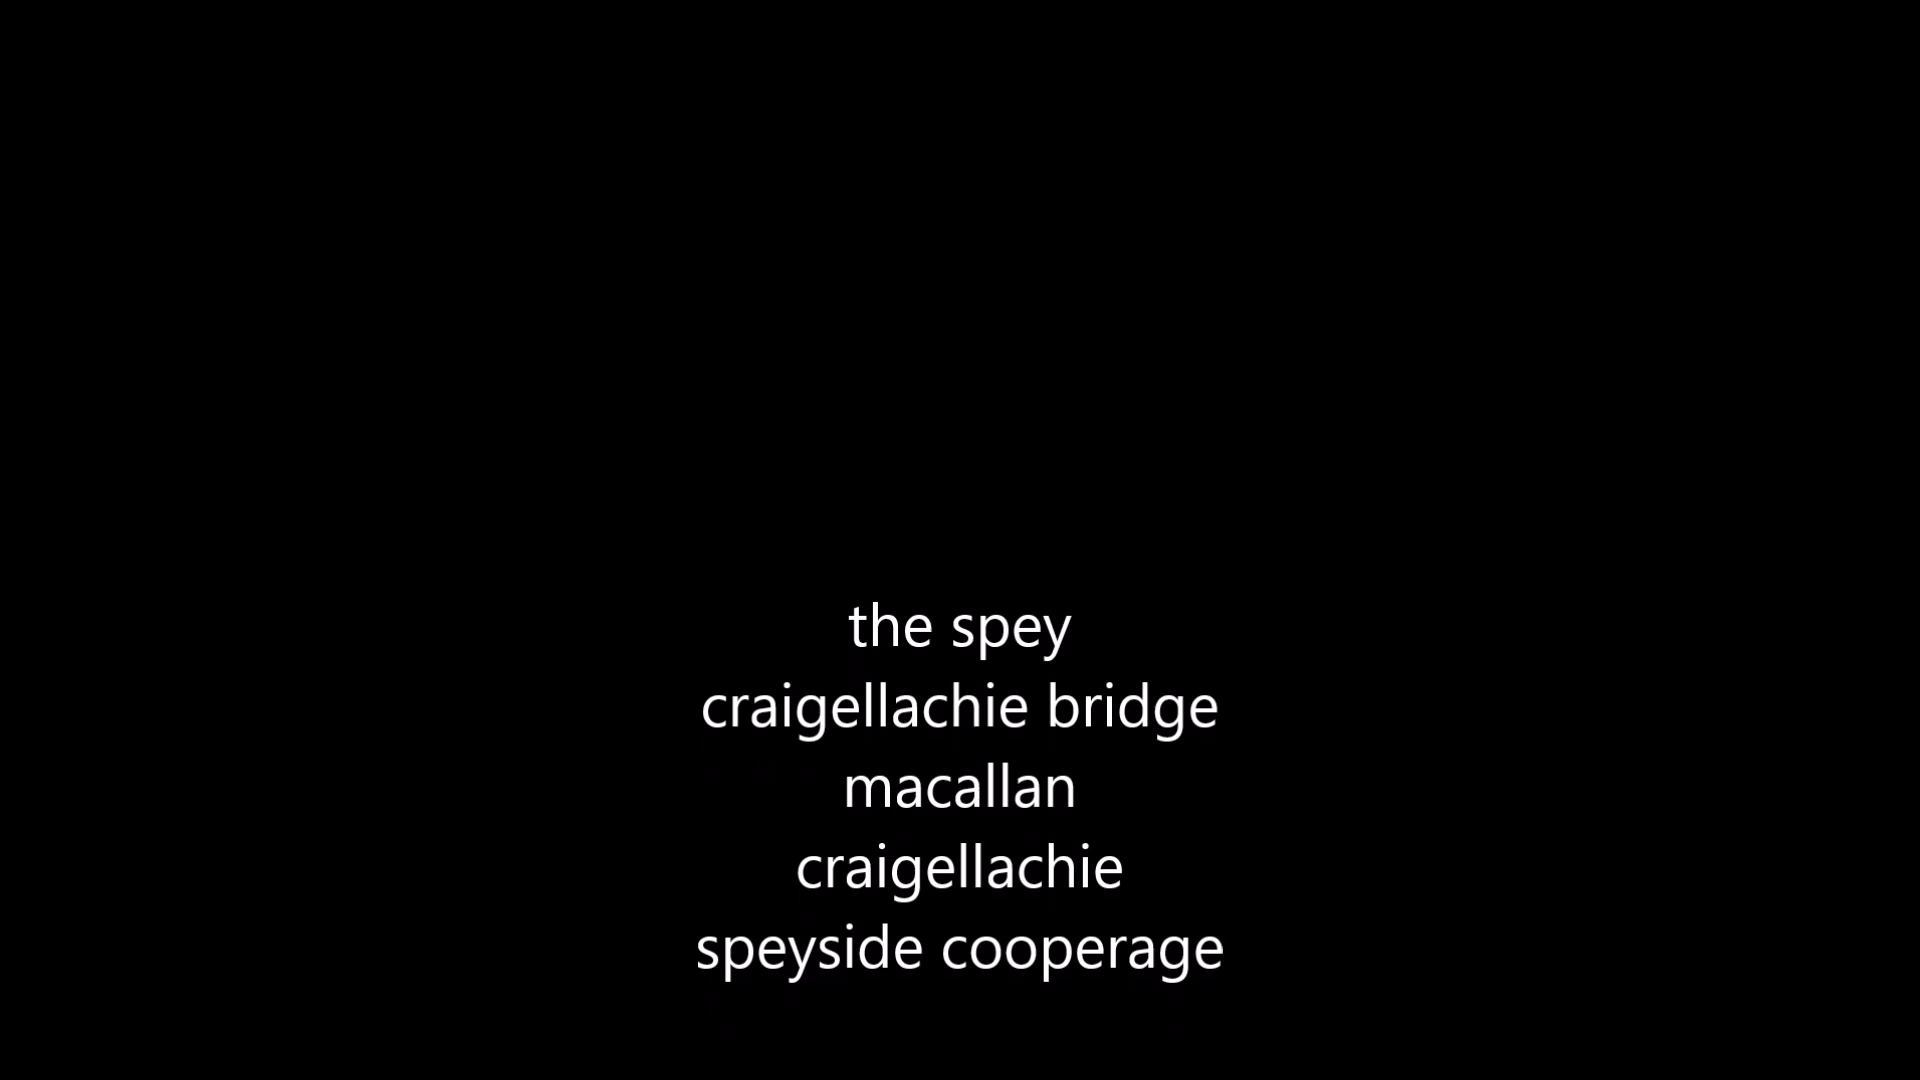 the spey
craigellachie bridge
macallan
craigellachie
speyside cooperage